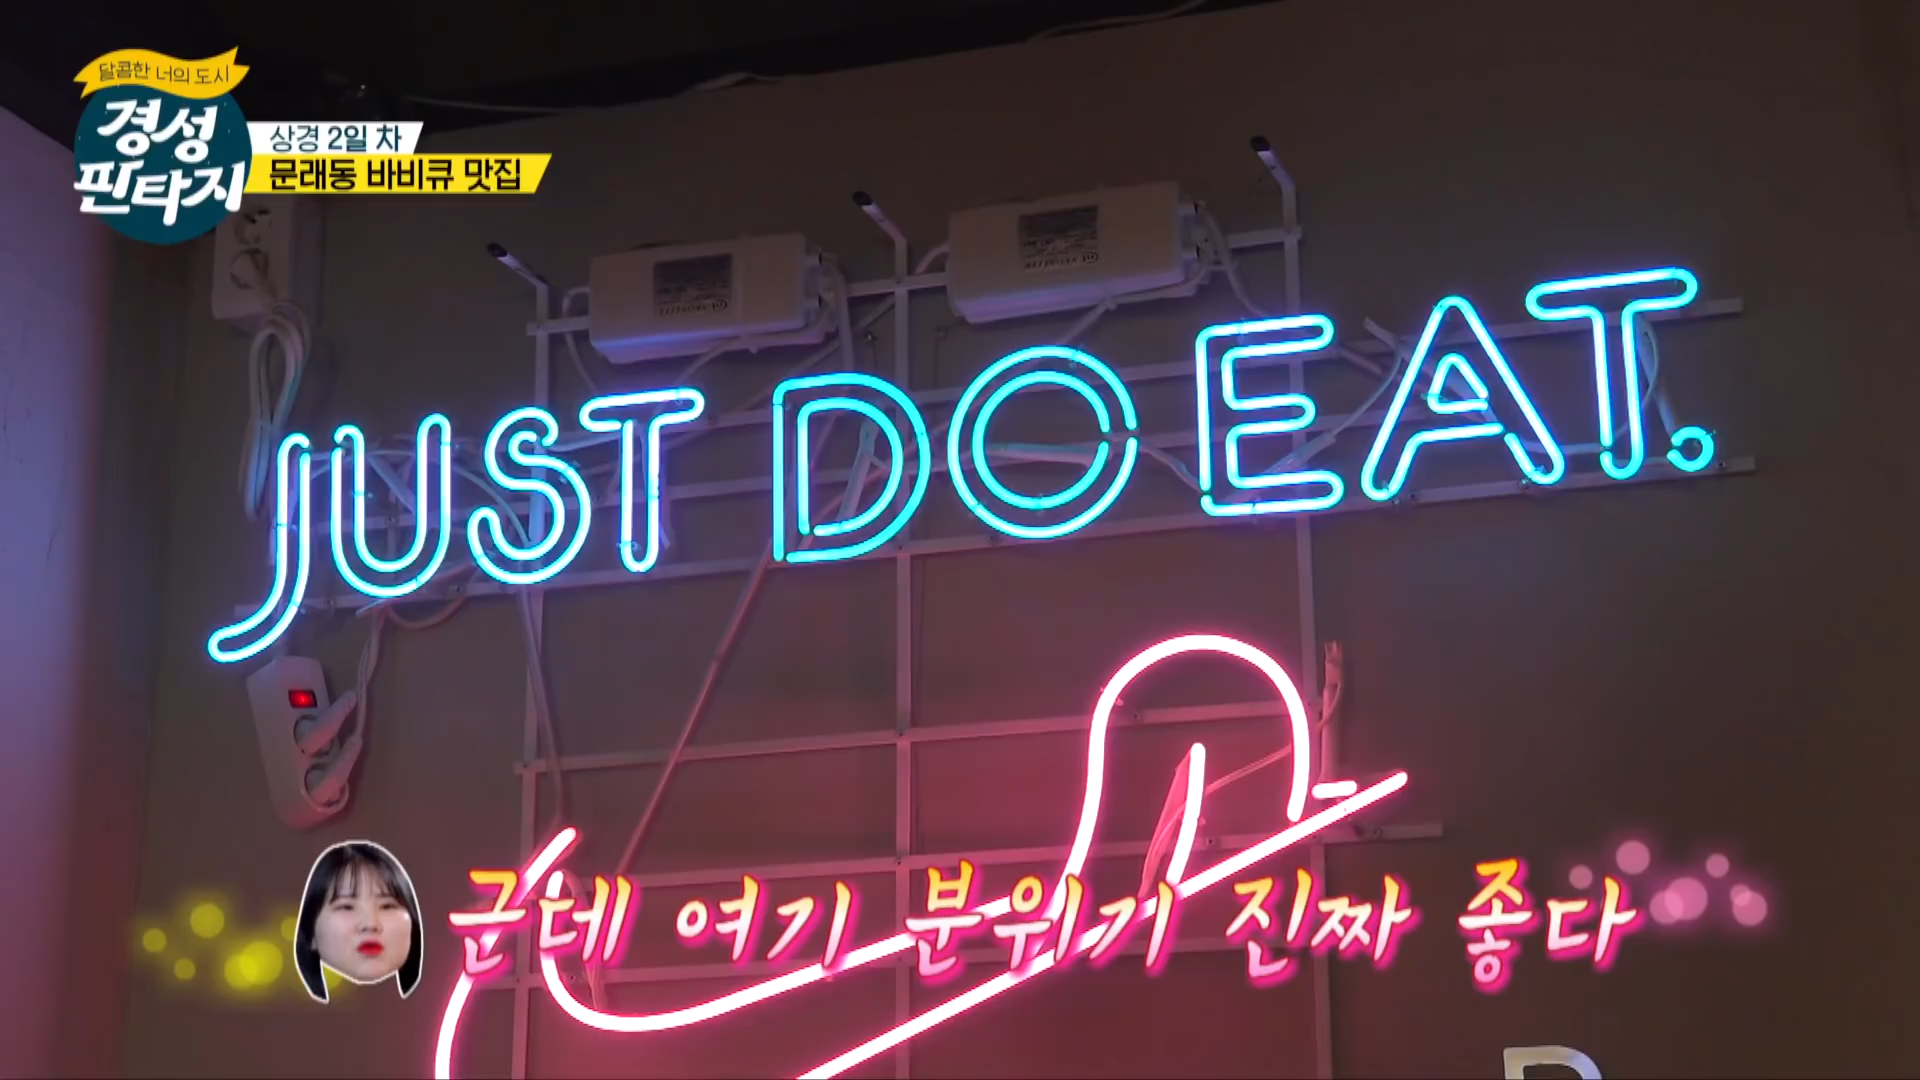 달콤한 너의 도시
경성
판타지
상경 2일 차
문래동 바비큐 맛집
JUST DO EAT.
근데 여기 분위기 진짜 좋다